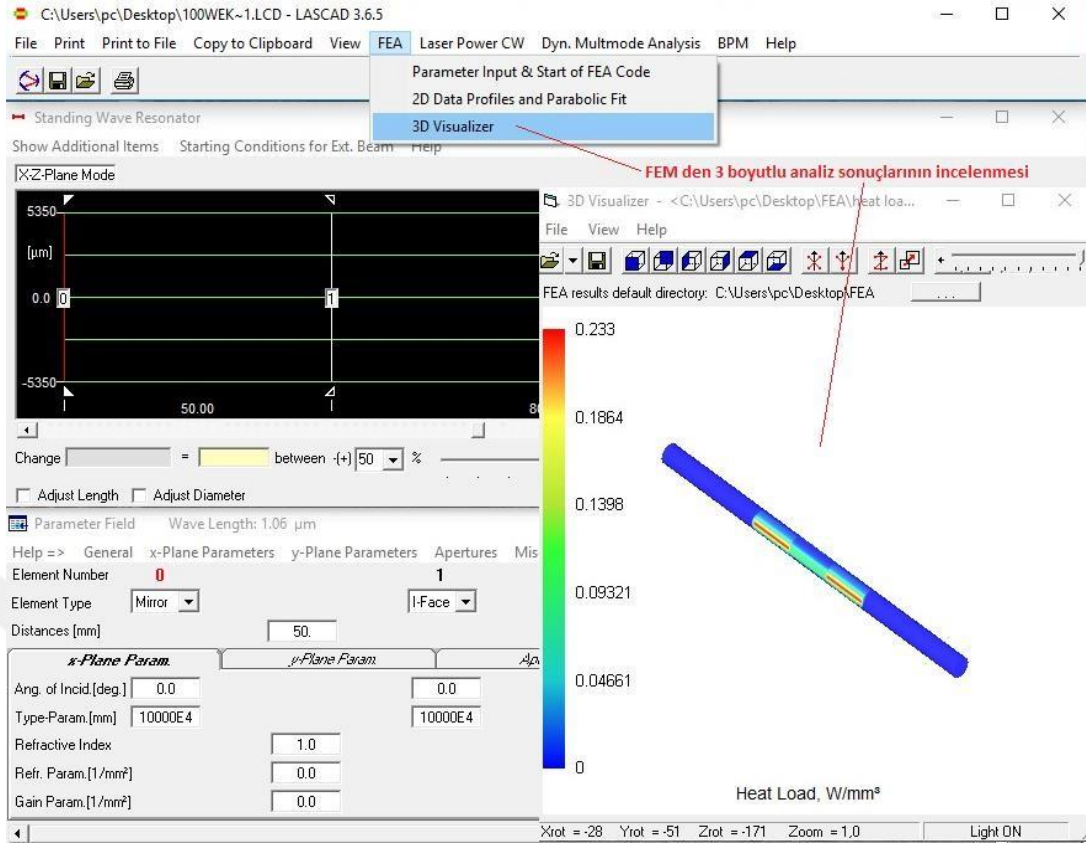 C:\Users\pc\Desktop\100WEK~1.LCD - LASCAD 3.6.5
File Print Print to File Copy to Clipboard View FEA Laser Power CW Dyn. Multmode Analysis BPM Help
Parameter Input & Start of FEA Code
2D Data Profiles and Parabolic Fit
3D Visualizer
Standing Wave Resonator
Show Additional Items Starting Conditions for Ext. Beam Help
FEM den 3 boyutlu analiz sonuçlarının incelenmesi
X-Z-Plane Mode
5350
[µm]
0.0 0 1
-5350
50.00
Change = between -(+) 50 %
Adjust Length Adjust Diameter
Parameter Field Wave Length: 1.06 µm
Help => General x-Plane Parameters y-Plane Parameters Apertures Mis
Element Number 0 1
Element Type Mirror I-Face
Distances [mm] 50.
x-Plane Param. y-Plane Param.
Ang. of Incid.[deg.] 0.0 0.0
Type-Param.[mm] 10000E4 10000E4
Refractive Index 1.0
Refr. Param.[1/mm²] 0.0
Gain Param.[1/mm²] 0.0
3D Visualizer - <C:\Users\pc\Desktop\FEA\heat loa...
File View Help
FEA results default directory: C:\Users\pc\Desktop\FEA ...
0.233
0.1864
0.1398
0.09321
0.04661
0
Heat Load, W/mm³
Xrot = -28 Yrot = -51 Zrot = -171 Zoom = 1,0 Light ON